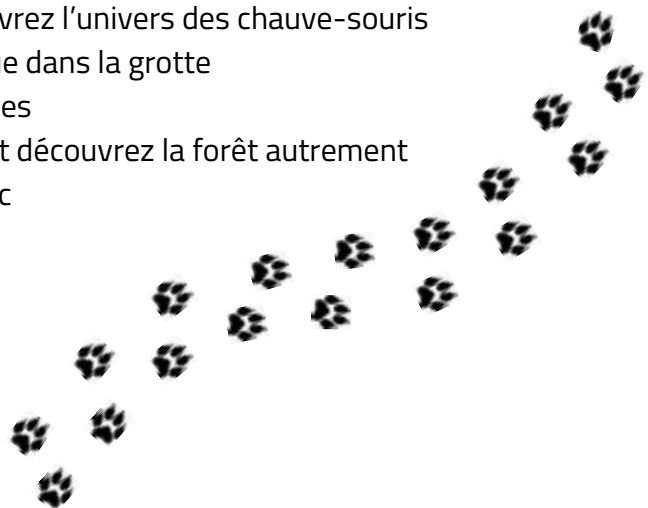 vrez l’univers des chauve-souris
e dans la grotte
es
t découvrez la forêt autrement
c